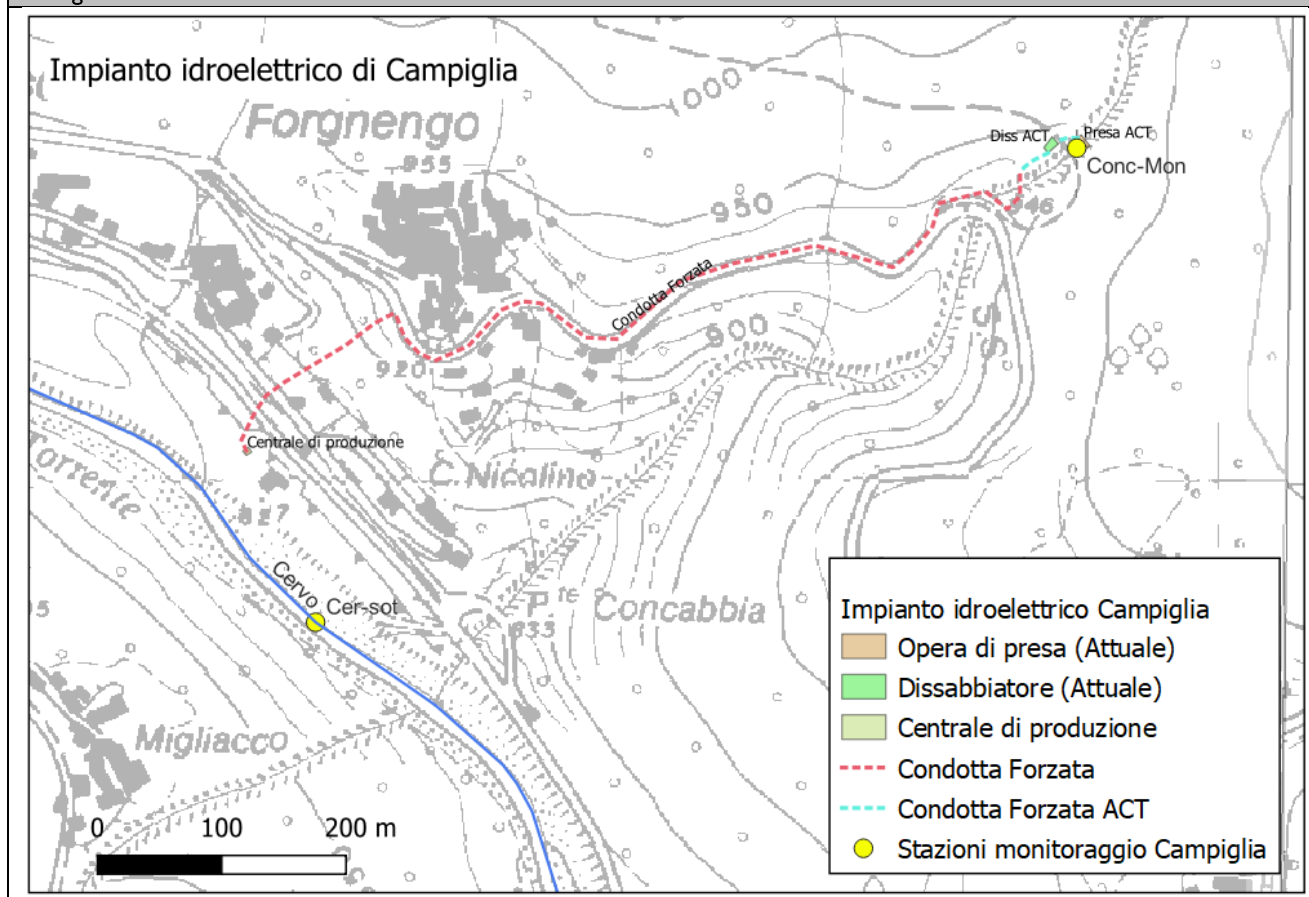 Impianto idroelettrico di Campiglia
1000
Forgnengo
955
Diss ACT
Presa ACT
Conc-Mon
950
946
Condotta Forzata
900
920
Centrale di produzione
Torrente
C. Nicolino
827
Cervo
Cer-sot
P.te Concabbia
833
Migliacco
0 100 200 m
Impianto idroelettrico Campiglia
Opera di presa (Attuale)
Dissabbiatore (Attuale)
Centrale di produzione
Condotta Forzata
Condotta Forzata ACT
Stazioni monitoraggio Campiglia